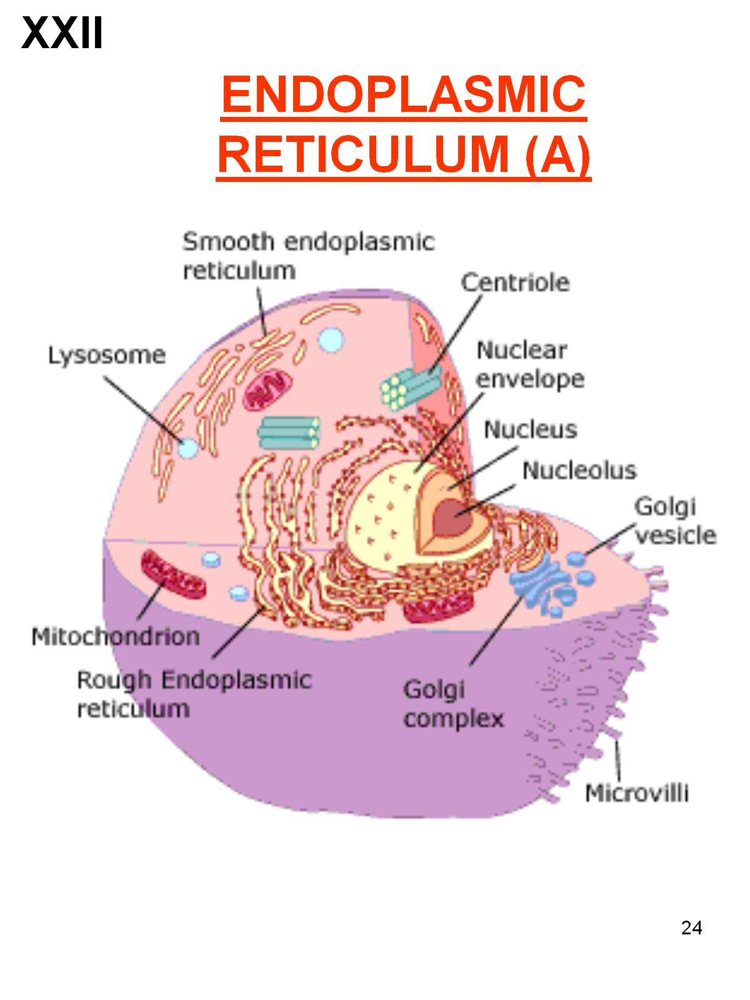 XXII
ENDOPLASMIC
RETICULUM (A)
Smooth endoplasmic
reticulum
Centriole
Lysosome
Nuclear
envelope
Nucleus
Nucleolus
Golgi
vesicle
Mitochondrion
Rough Endoplasmic
reticulum
Golgi
complex
Microvilli
24